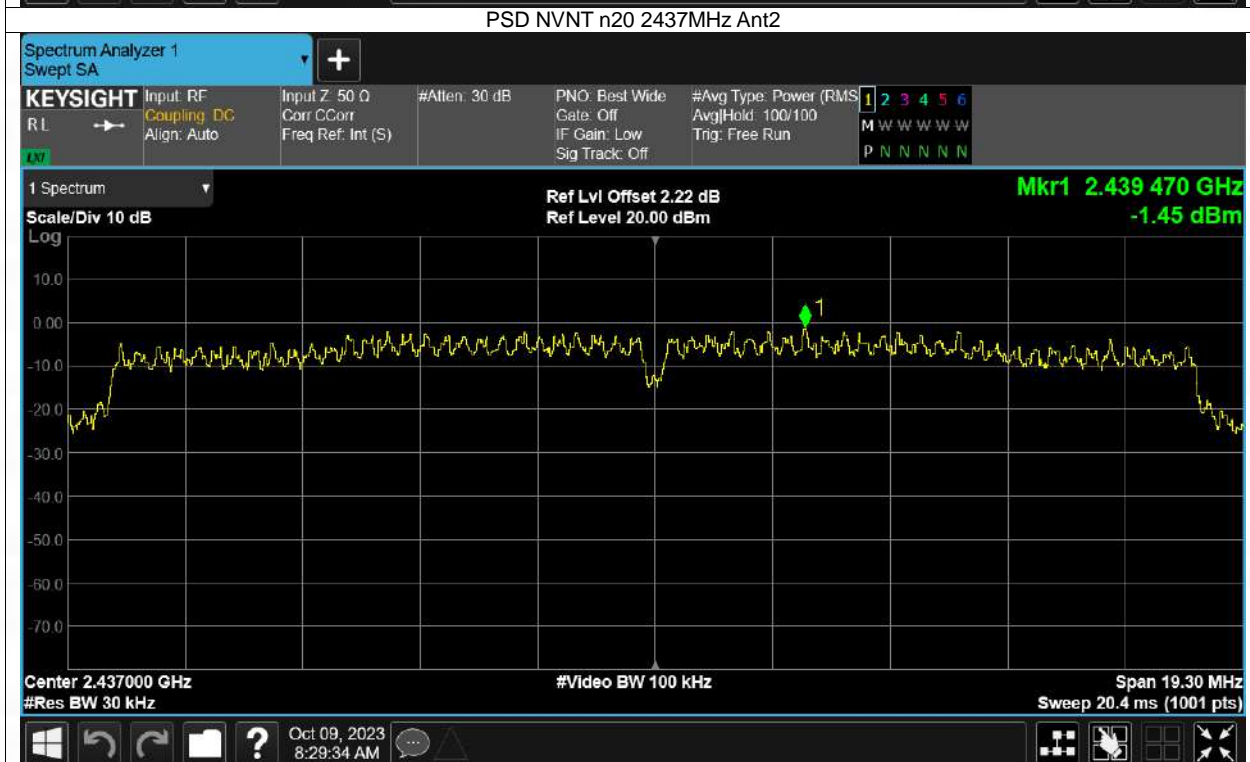 PSD NVNT n20 2437MHz Ant2
Spectrum Analyzer 1
Swept SA
+
KEYSIGHT
RL
LXI
Input: RF
Coupling: DC
Align: Auto
Input Z: 50 Ω
Corr CCorr
Freq Ref: Int (S)
#Atten: 30 dB
PNO: Best Wide
Gate: Off
IF Gain: Low
Sig Track: Off
#Avg Type: Power (RMS
Avg|Hold: 100/100
Trig: Free Run
1 2 3 4 5 6
M W W W W W
P N N N N N
1 Spectrum
Scale/Div 10 dB
Log
Ref Lvl Offset 2.22 dB
Ref Level 20.00 dBm
Mkr1 2.439 470 GHz
-1.45 dBm
10.0
0.00
-10.0
-20.0
-30.0
-40.0
-50.0
-60.0
-70.0
1
Center 2.437000 GHz
#Res BW 30 kHz
#Video BW 100 kHz
Span 19.30 MHz
Sweep 20.4 ms (1001 pts)
?
Oct 09, 2023
8:29:34 AM